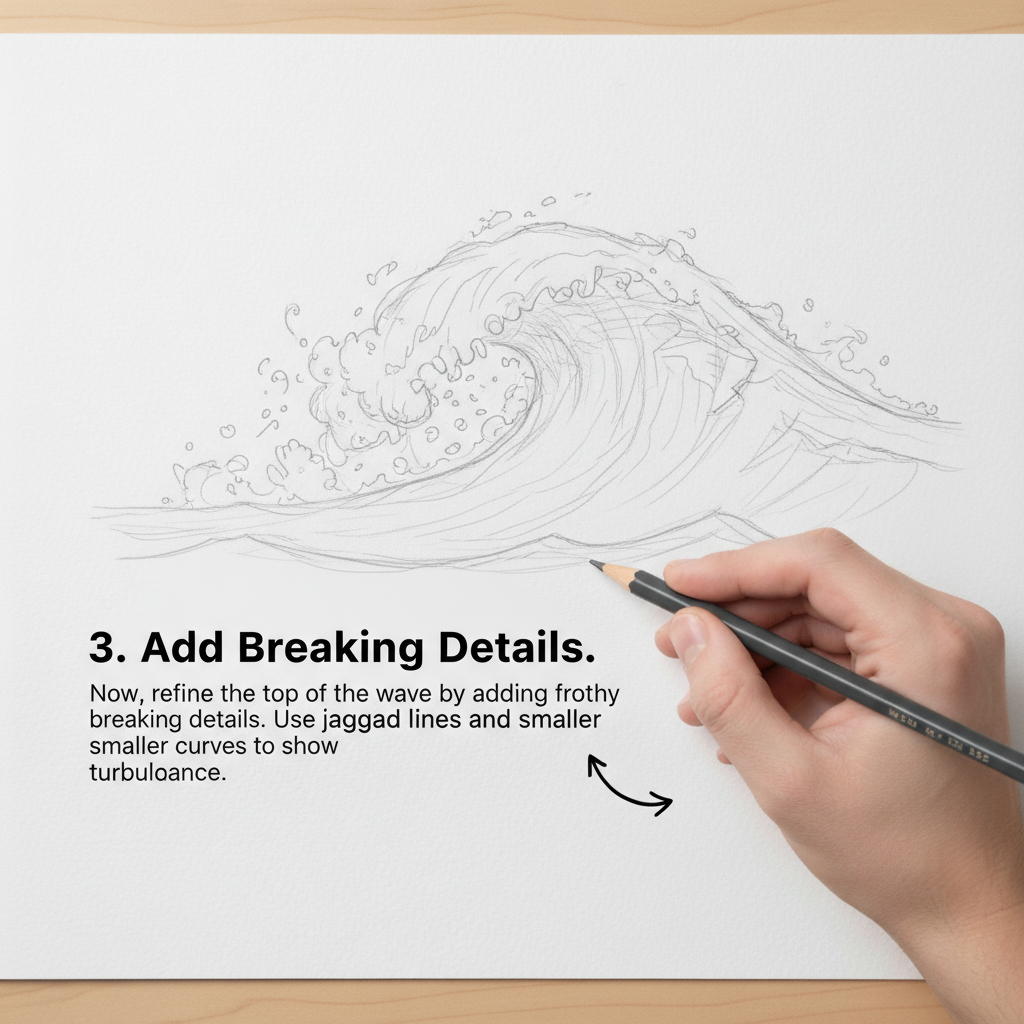 3. Add Breaking Details.
Now, refine the top of the wave by adding frothy
breaking details. Use jaggad lines and smaller
smaller curves to show
turbuloance.